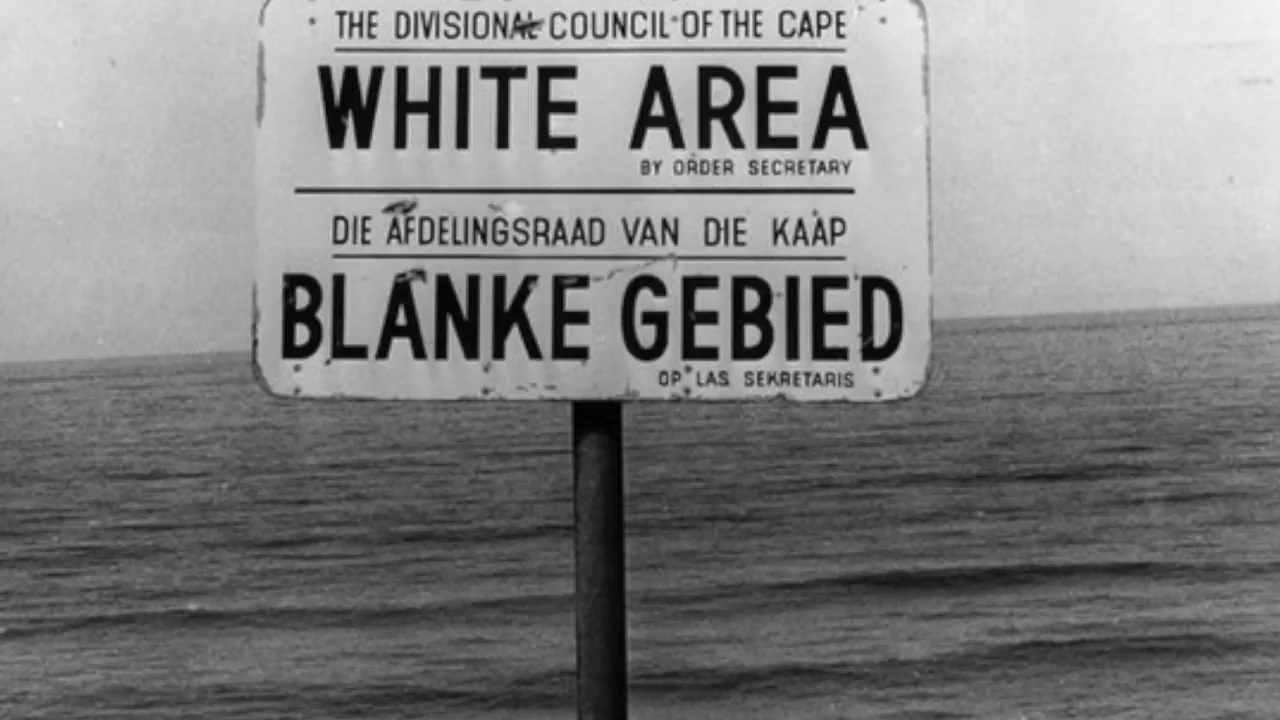 THE DIVISIONAL COUNCIL OF THE CAPE
WHITE AREA
BY ORDER SECRETARY
DIE AFDELINGSRAAD VAN DIE KAAP
BLANKE GEBIED
OP LAS SEKRETARIS